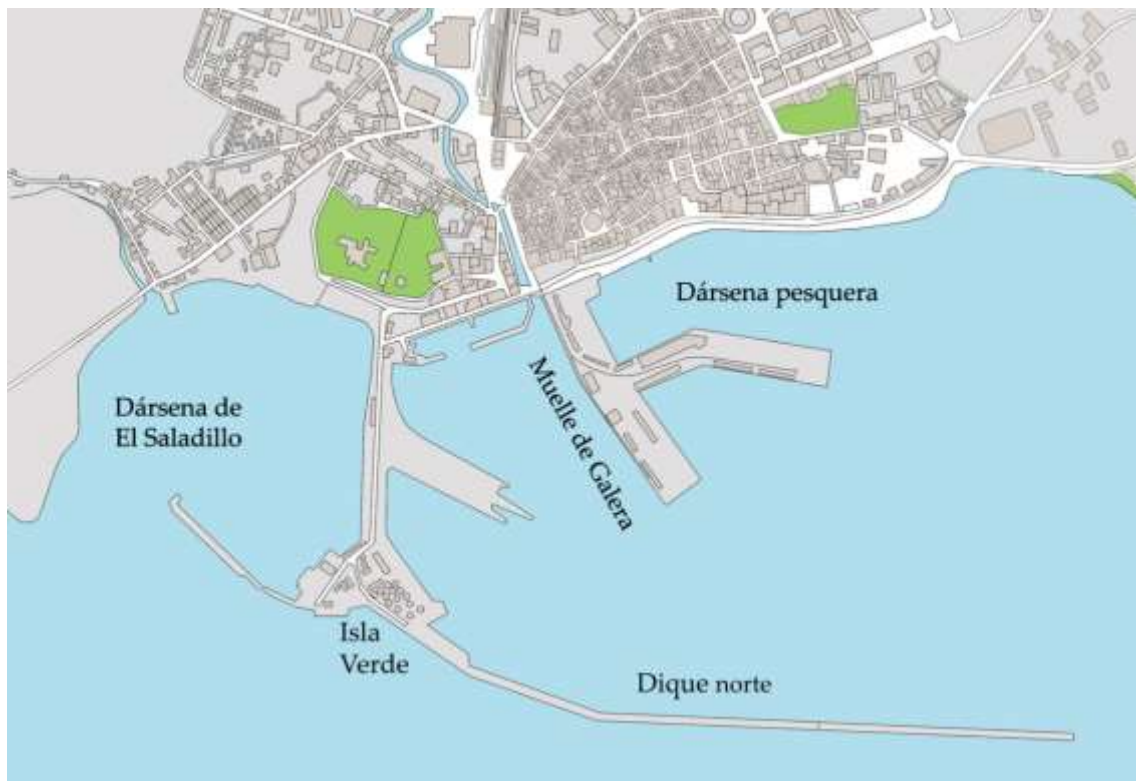 Dársena pesquera
Muelle de Galera
Dársena de
El Saladillo
Isla
Verde
Dique norte